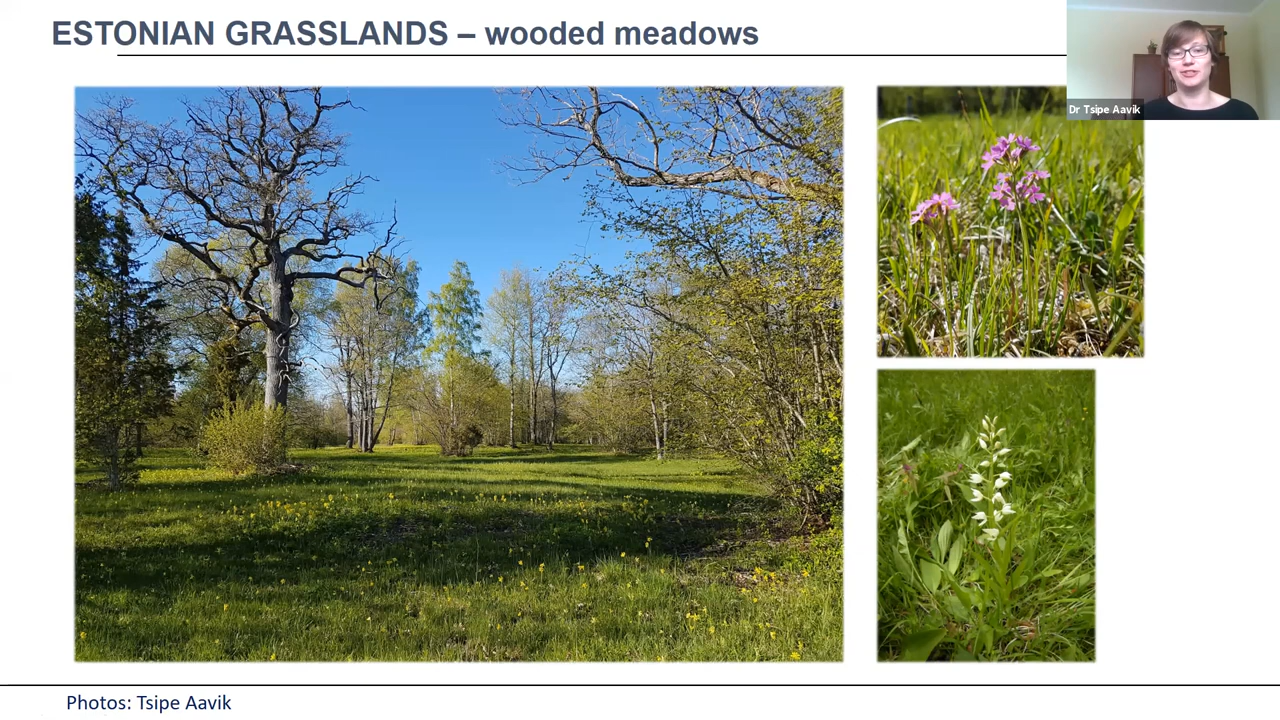 ESTONIAN GRASSLANDS – wooded meadows
Dr Tsipe Aavik
Photos: Tsipe Aavik